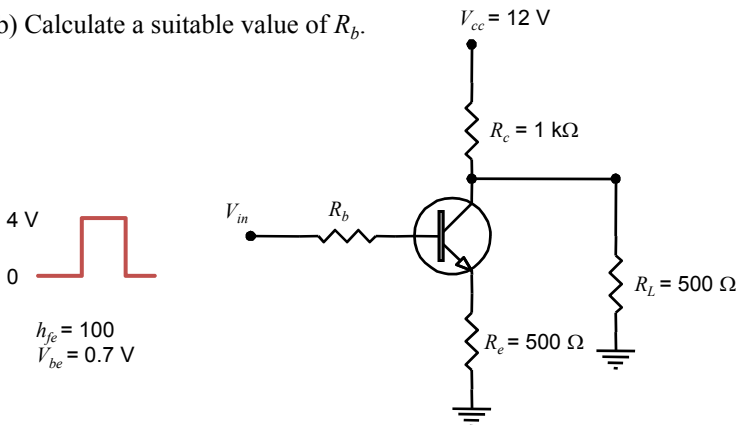 b) Calculate a suitable value of R_b.
V_cc = 12 V
R_c = 1 kΩ
4 V
V_in
R_b
0
R_L = 500 Ω
h_fe = 100
V_be = 0.7 V
R_e = 500 Ω